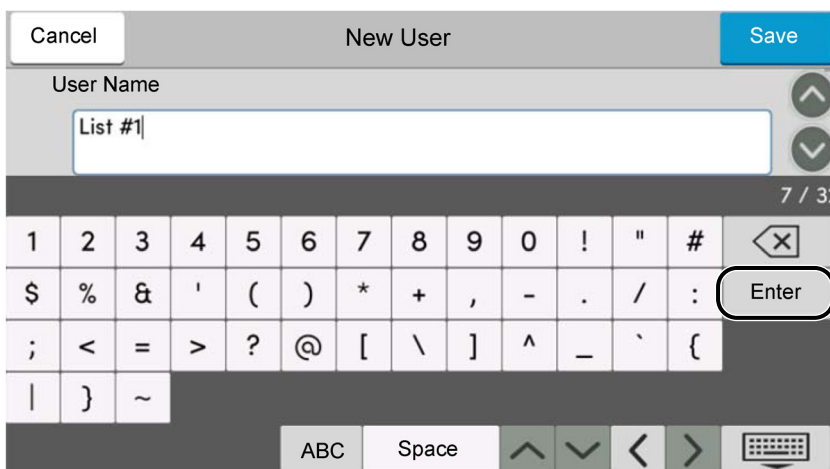 Cancel New User Save
User Name
List #1
7 / 3
1 2 3 4 5 6 7 8 9 0 ! " #
$ % & ' ( ) * + , - . / : Enter
; < = > ? @ [ \ ] ^ _ ` {
| } ~
ABC Space